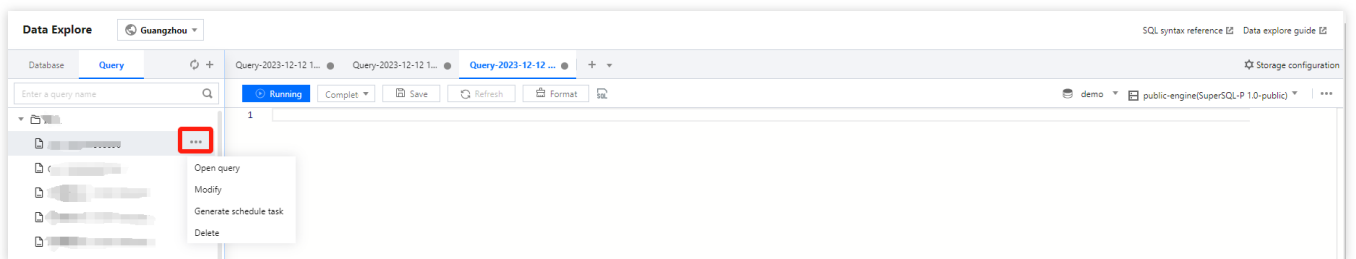 Data Explore Guangzhou SQL syntax reference Data explore guide
Database Query Query-2023-12-12 1... Query-2023-12-12 1... Query-2023-12-12 ... Storage configuration
Enter a query name Running Complet Save Refresh Format SQL demo public-engine(SuperSQL-P 1.0-public)
1
Open query
Modify
Generate schedule task
Delete